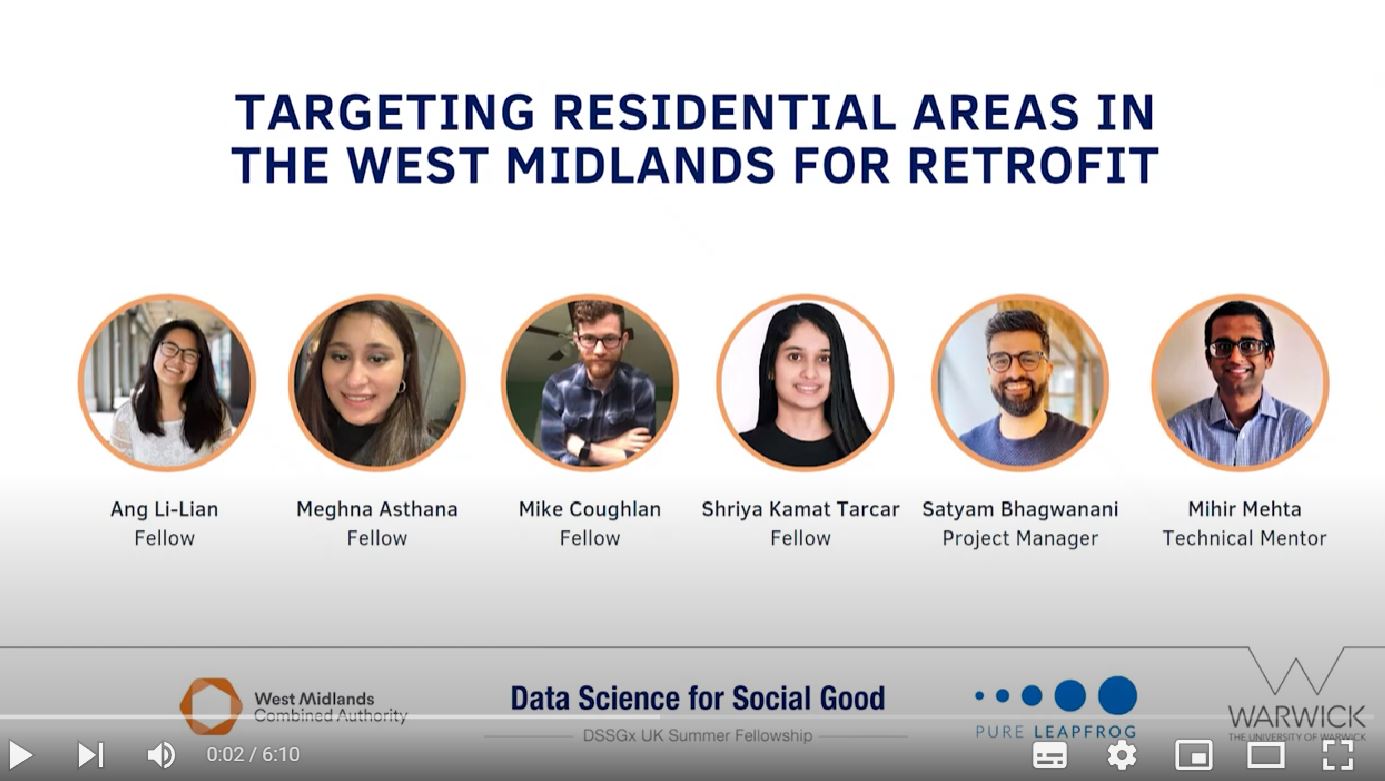 TARGETING RESIDENTIAL AREAS IN
THE WEST MIDLANDS FOR RETROFIT
Ang Li-Lian
Fellow
Meghna Asthana
Fellow
Mike Coughlan
Fellow
Shriya Kamat Tarcar
Fellow
Satyam Bhagwanani
Project Manager
Mihir Mehta
Technical Mentor
West Midlands
Combined Authority
Data Science for Social Good
DSSGx UK Summer Fellowship
PURE LEAPFROG
WARWICK
THE UNIVERSITY OF WARWICK
0:02 / 6:10